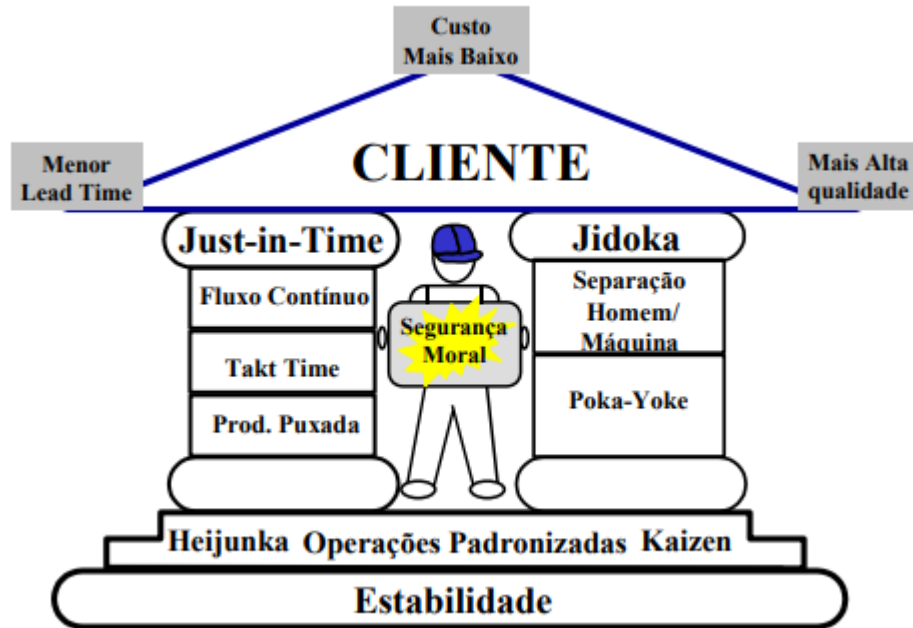 Custo
Mais Baixo
CLIENTE
Menor
Lead Time
Mais Alta
qualidade
Just-in-Time
Fluxo Contínuo
Takt Time
Prod. Puxada
Segurança
Moral
Jidoka
Separação
Homem/
Máquina
Poka-Yoke
Heijunka Operações Padronizadas Kaizen
Estabilidade